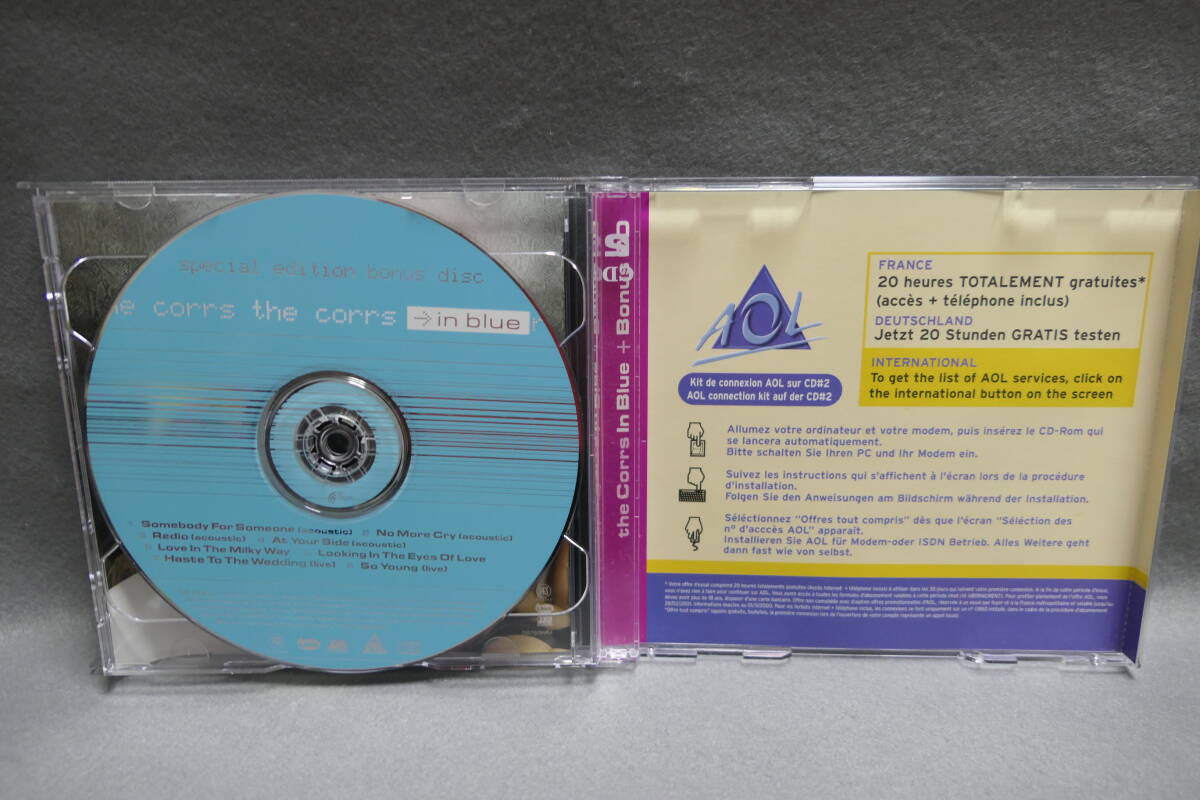 special edition bonus disc
the corrs the corrs → in blue
Somebody For Someone (acoustic) No More Cry (acoustic)
Radio (acoustic) At Your Side (acoustic)
Love In The Milky Way Looking In The Eyes Of Love
Haste To The Wedding (live) So Young (live)
the Corrs In Blue + Bonus
AOL
Kit de connexion AOL sur CD#2
AOL connection kit auf der CD#2
FRANCE
20 heures TOTALEMENT gratuites*
(accès + téléphone inclus)
DEUTSCHLAND
Jetzt 20 Stunden GRATIS testen
INTERNATIONAL
To get the list of AOL services, click on
the international button on the screen
Allumez votre ordinateur et votre modem, puis insérez le CD-Rom qui
se lancera automatiquement.
Bitte schalten Sie Ihren PC und Ihr Modem ein.
Suivez les instructions qui s'affichent à l'écran lors de la procédure
d'installation.
Folgen Sie den Anweisungen am Bildschirm während der Installation.
Séléctionnez "Offres tout compris" dès que l'écran "Séléction des
n° d'acccès AOL" apparaît.
Installieren Sie AOL für Modem-oder ISDN Betrieb. Alles Weitere geht
dann fast wie von selbst.